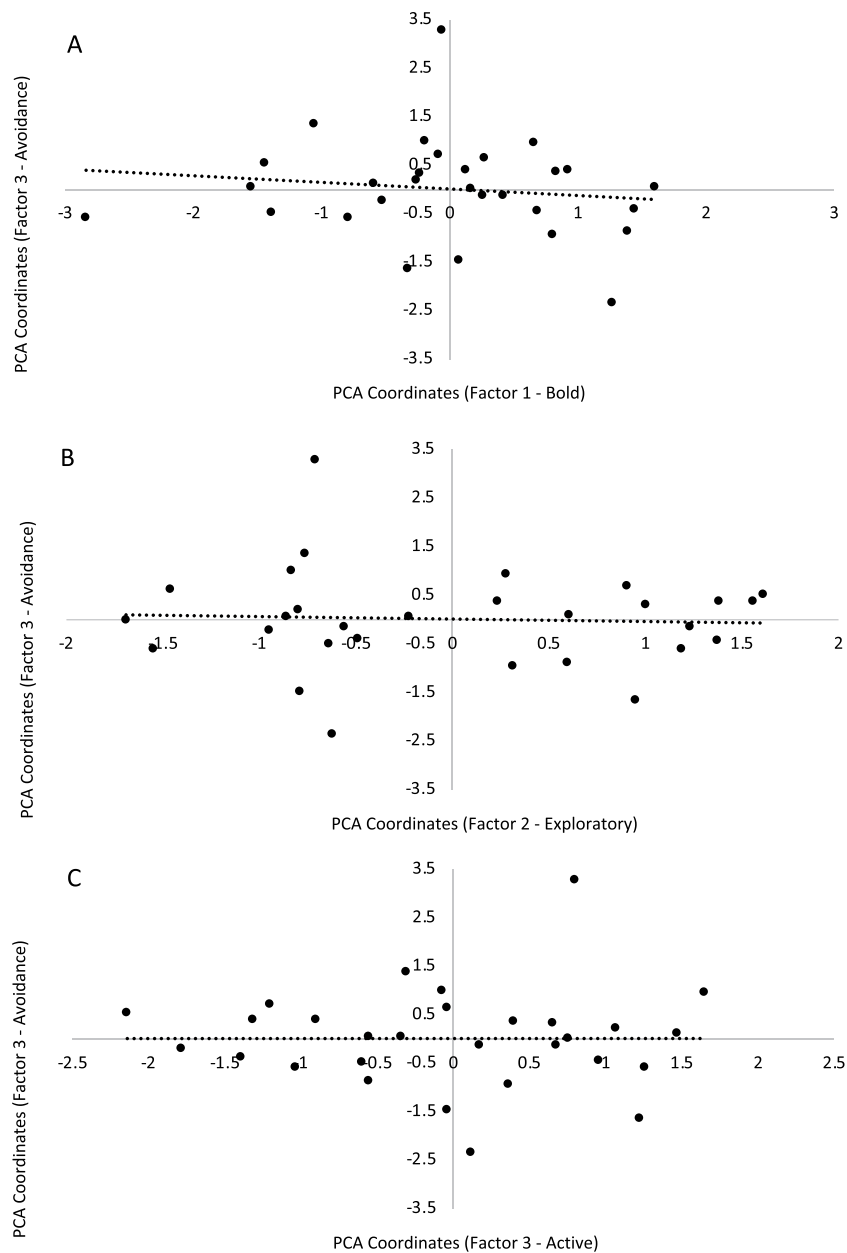 A
3.5
2.5
1.5
0.5
-0.5
-1.5
-2.5
-3.5
-3 -2 -1 0 1 2 3
PCA Coordinates (Factor 3 - Avoidance)
PCA Coordinates (Factor 1 - Bold)
B
3.5
2.5
1.5
0.5
-0.5
-1.5
-2.5
-3.5
-2 -1.5 -1 -0.5 0 0.5 1 1.5 2
PCA Coordinates (Factor 3 - Avoidance)
PCA Coordinates (Factor 2 - Exploratory)
C
3.5
2.5
1.5
0.5
-0.5
-1.5
-2.5
-3.5
-2.5 -2 -1.5 -1 -0.5 0 0.5 1 1.5 2 2.5
PCA Coordinates (Factor 3 - Avoidance)
PCA Coordinates (Factor 3 - Active)